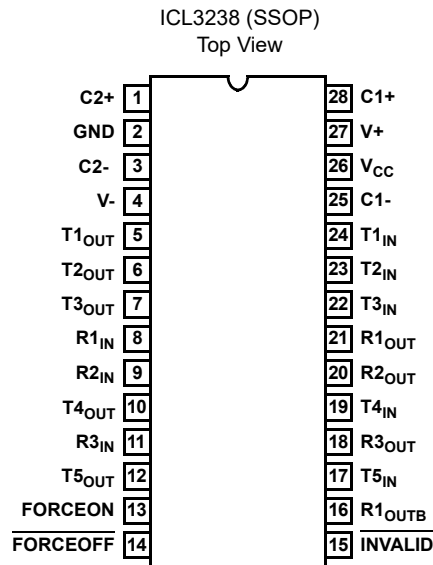 ICL3238 (SSOP)
Top View
C2+ 1 28 C1+
GND 2 27 V+
C2- 3 26 VCC
V- 4 25 C1-
T1OUT 5 24 T1IN
T2OUT 6 23 T2IN
T3OUT 7 22 T3IN
R1IN 8 21 R1OUT
R2IN 9 20 R2OUT
T4OUT 10 19 T4IN
R3IN 11 18 R3OUT
T5OUT 12 17 T5IN
FORCEON 13 16 R1OUTB
FORCEOFF 14 15 INVALID